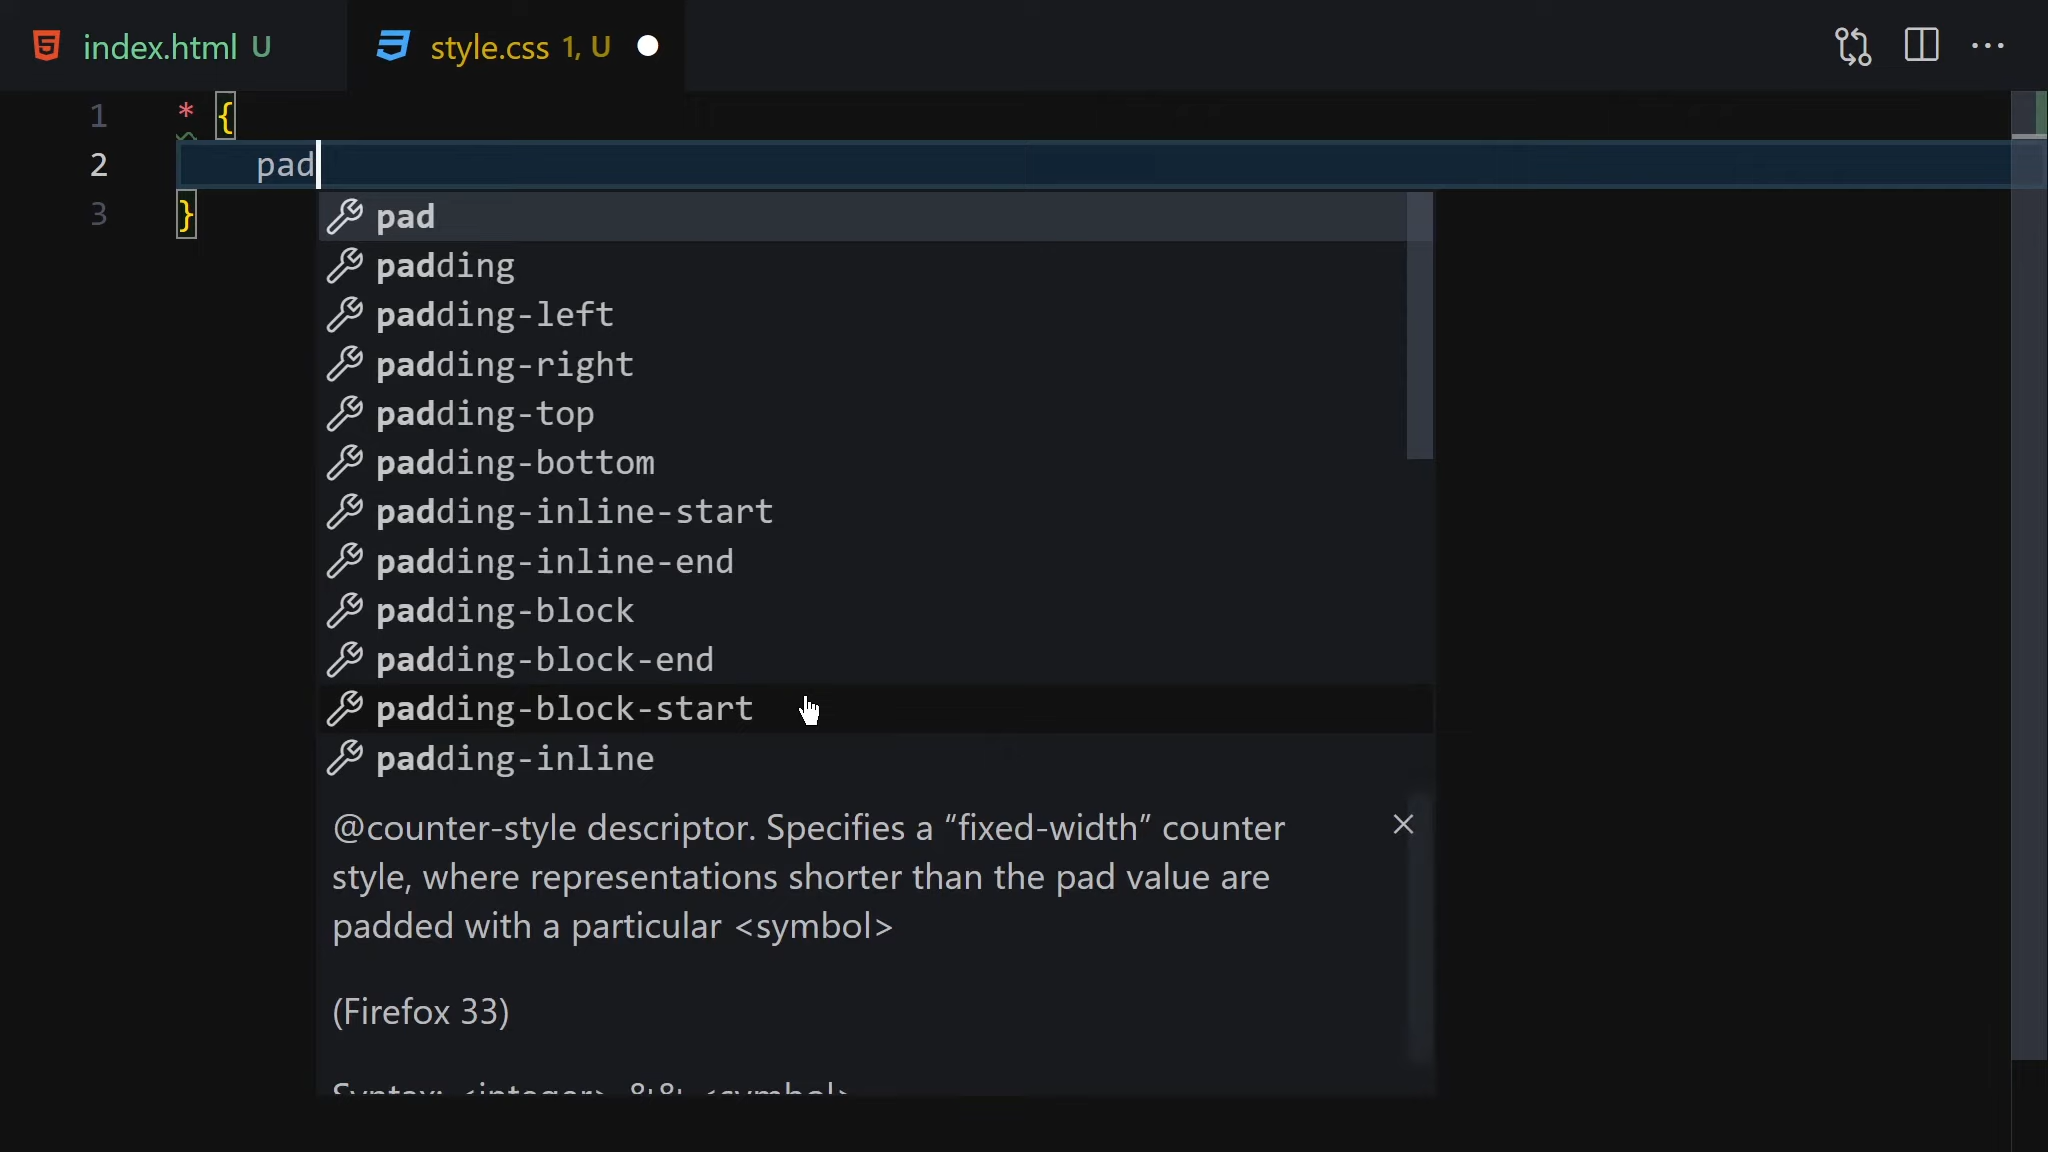 index.html U
style.css 1, U
1 * {
2 pad
3 }
pad
padding
padding-left
padding-right
padding-top
padding-bottom
padding-inline-start
padding-inline-end
padding-block
padding-block-end
padding-block-start
padding-inline
@counter-style descriptor. Specifies a “fixed-width” counter
style, where representations shorter than the pad value are
padded with a particular <symbol>
(Firefox 33)
Syntax: <integer> && <symbol>